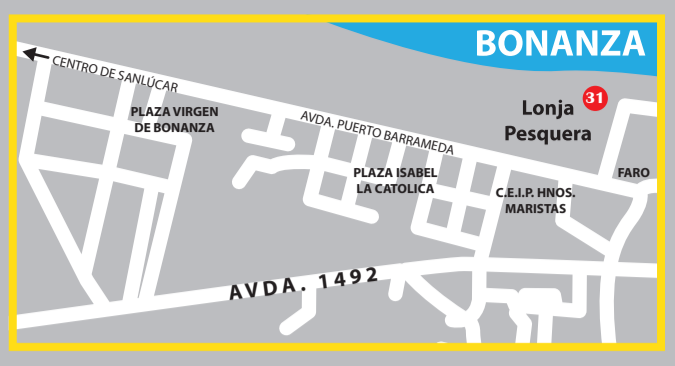 BONANZA
CENTRO DE SANLÚCAR
PLAZA VIRGEN
DE BONANZA
AVDA. PUERTO BARRAMEDA
31
Lonja
Pesquera
PLAZA ISABEL
LA CATOLICA
FARO
C.E.I.P. HNOS.
MARISTAS
AVDA. 1492